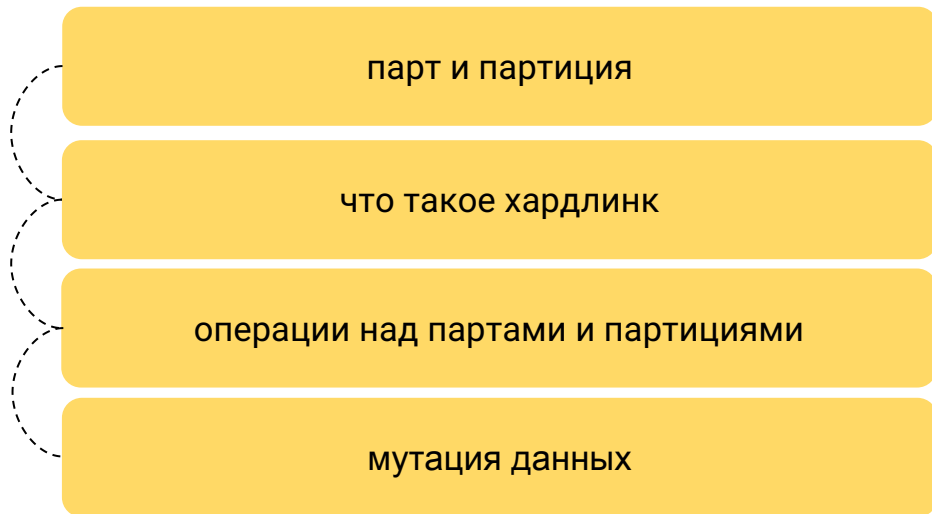 парт и партиция
что такое хардлинк
операции над партами и партициями
мутация данных